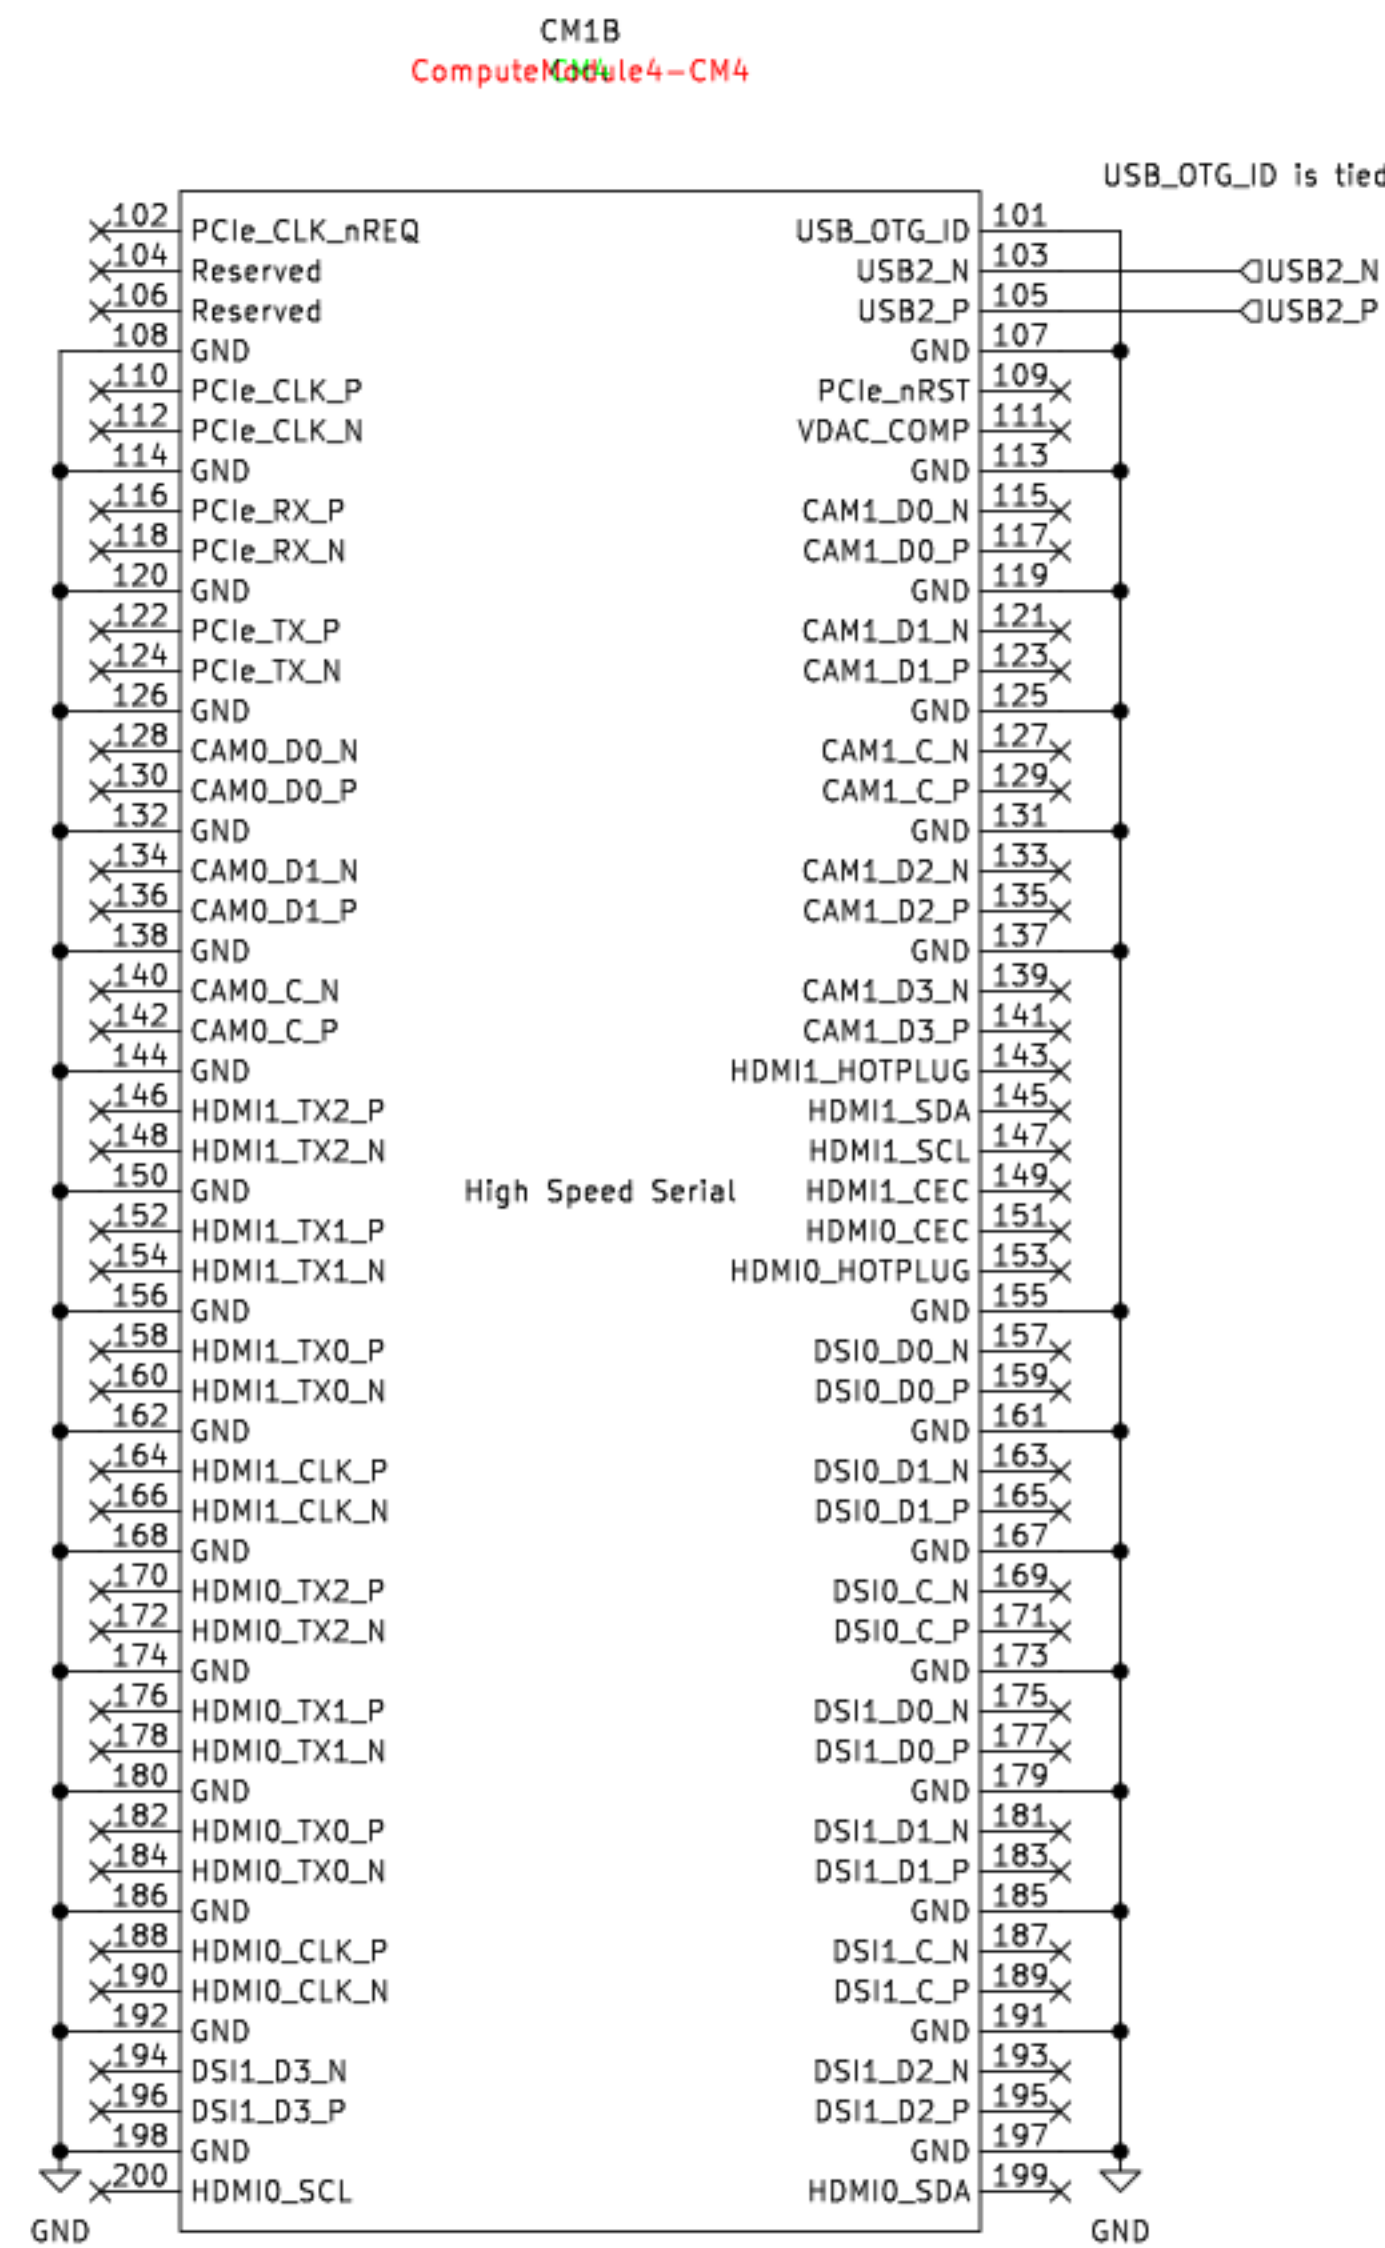 CM1B
ComputeModule4-CM4
CM4
USB_OTG_ID is tied
102 PCIe_CLK_nREQ USB_OTG_ID 101
104 Reserved USB2_N 103 USB2_N
106 Reserved USB2_P 105 USB2_P
108 GND GND 107
110 PCIe_CLK_P PCIe_nRST 109
112 PCIe_CLK_N VDAC_COMP 111
114 GND GND 113
116 PCIe_RX_P CAM1_D0_N 115
118 PCIe_RX_N CAM1_D0_P 117
120 GND GND 119
122 PCIe_TX_P CAM1_D1_N 121
124 PCIe_TX_N CAM1_D1_P 123
126 GND GND 125
128 CAM0_D0_N CAM1_C_N 127
130 CAM0_D0_P CAM1_C_P 129
132 GND GND 131
134 CAM0_D1_N CAM1_D2_N 133
136 CAM0_D1_P CAM1_D2_P 135
138 GND GND 137
140 CAM0_C_N CAM1_D3_N 139
142 CAM0_C_P CAM1_D3_P 141
144 GND HDMI1_HOTPLUG 143
146 HDMI1_TX2_P HDMI1_SDA 145
148 HDMI1_TX2_N HDMI1_SCL 147
150 GND High Speed Serial HDMI1_CEC 149
152 HDMI1_TX1_P HDMI0_CEC 151
154 HDMI1_TX1_N HDMI0_HOTPLUG 153
156 GND GND 155
158 HDMI1_TX0_P DSI0_D0_N 157
160 HDMI1_TX0_N DSI0_D0_P 159
162 GND GND 161
164 HDMI1_CLK_P DSI0_D1_N 163
166 HDMI1_CLK_N DSI0_D1_P 165
168 GND GND 167
170 HDMI0_TX2_P DSI0_C_N 169
172 HDMI0_TX2_N DSI0_C_P 171
174 GND GND 173
176 HDMI0_TX1_P DSI1_D0_N 175
178 HDMI0_TX1_N DSI1_D0_P 177
180 GND GND 179
182 HDMI0_TX0_P DSI1_D1_N 181
184 HDMI0_TX0_N DSI1_D1_P 183
186 GND GND 185
188 HDMI0_CLK_P DSI1_C_N 187
190 HDMI0_CLK_N DSI1_C_P 189
192 GND GND 191
194 DSI1_D3_N DSI1_D2_N 193
196 DSI1_D3_P DSI1_D2_P 195
198 GND GND 197
200 HDMI0_SCL HDMI0_SDA 199
GND GND